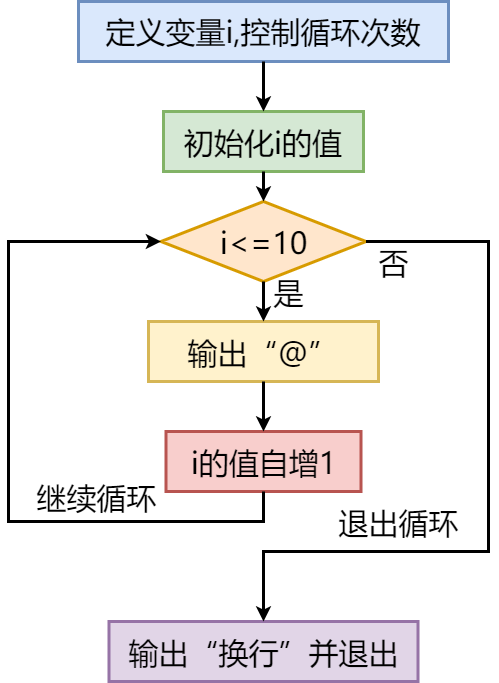 定义变量i,控制循环次数
初始化i的值
i<=10
否
是
输出“@”
i的值自增1
继续循环
退出循环
输出“换行”并退出